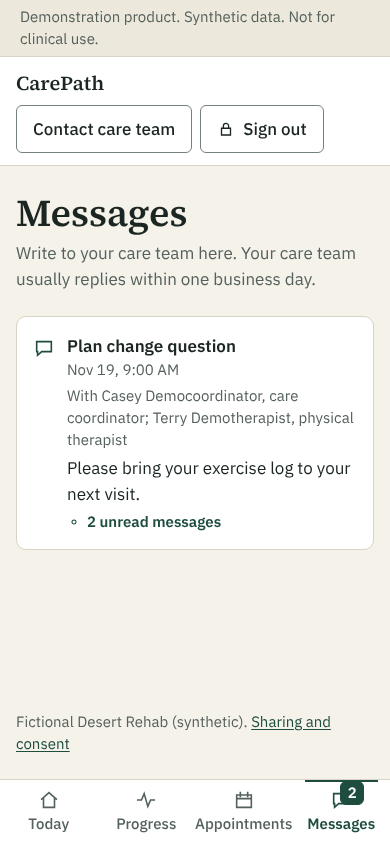 Demonstration product. Synthetic data. Not for
clinical use.
CarePath
Contact care team
Sign out
Messages
Write to your care team here. Your care team
usually replies within one business day.
Plan change question
Nov 19, 9:00 AM
With Casey Democoordinator, care
coordinator; Terry Demotherapist, physical
therapist
Please bring your exercise log to your
next visit.
2 unread messages
Fictional Desert Rehab (synthetic). Sharing and
consent
2
Today
Progress
Appointments
Messages